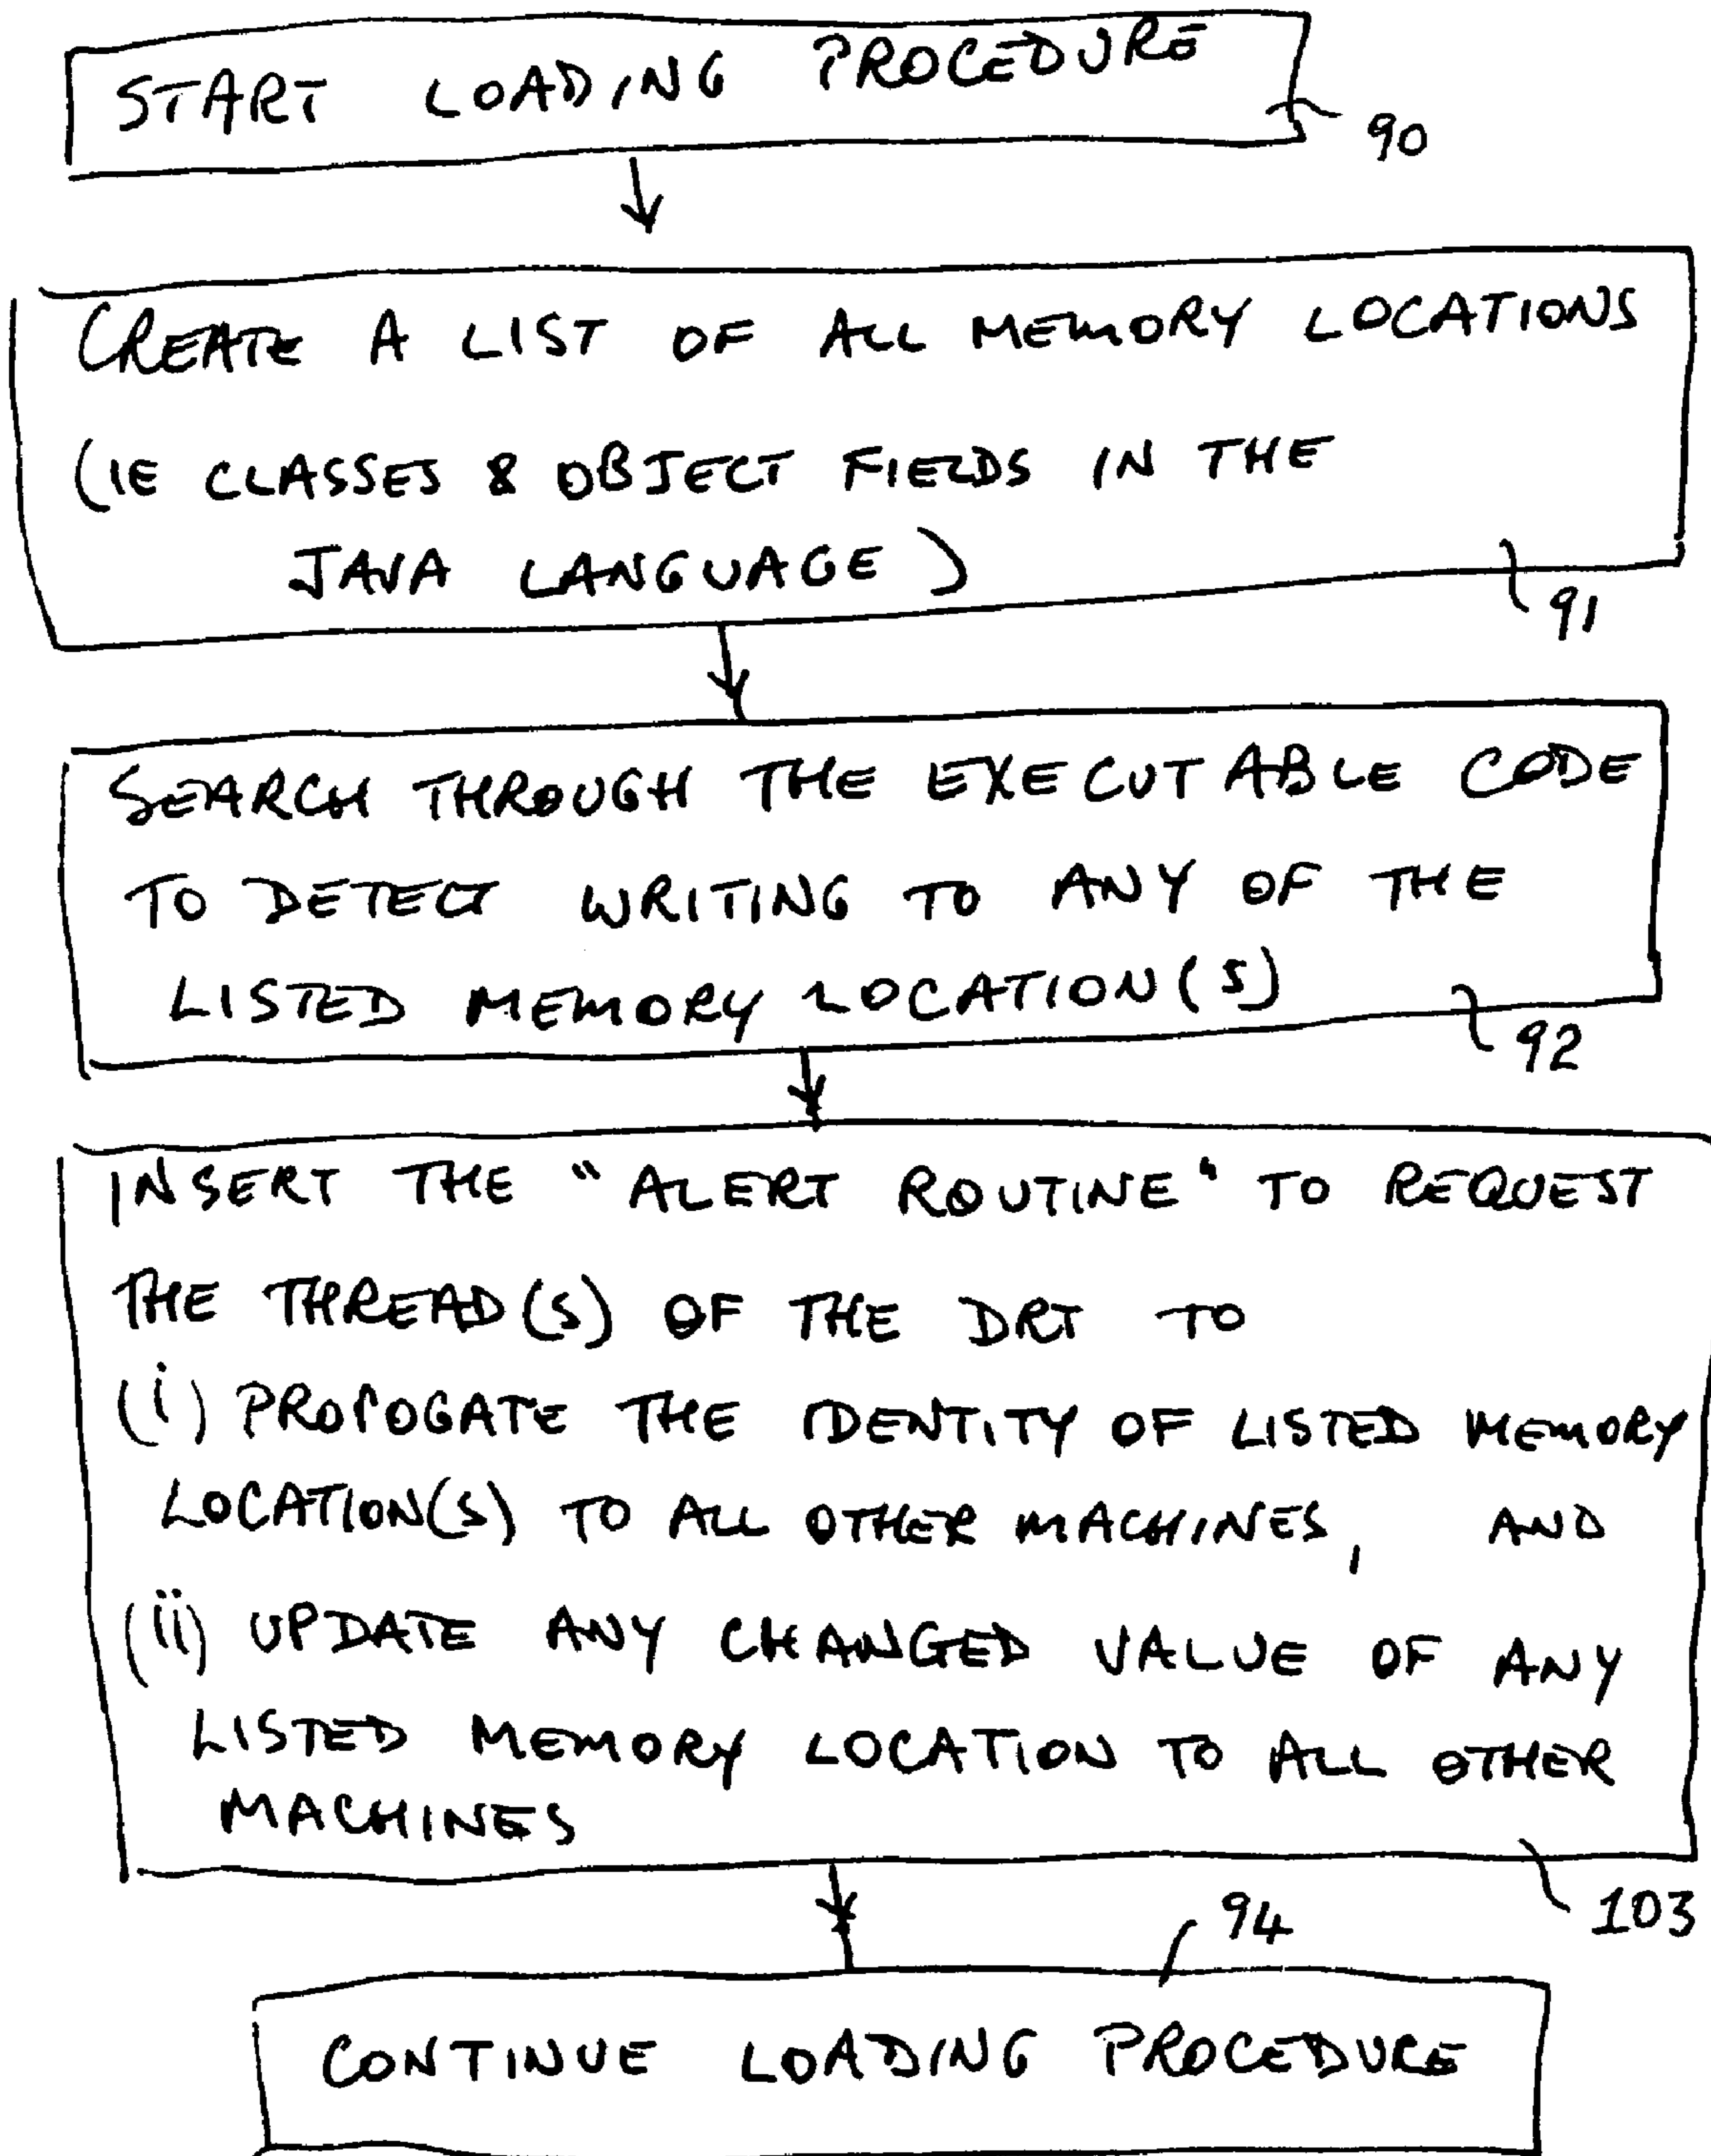 START LOADING PROCEDURE
90
CREATE A LIST OF ALL MEMORY LOCATIONS
(IE CLASSES & OBJECT FIELDS IN THE
JAVA LANGUAGE)
91
SEARCH THROUGH THE EXECUTABLE CODE
TO DETECT WRITING TO ANY OF THE
LISTED MEMORY LOCATION(S)
92
INSERT THE "ALERT ROUTINE" TO REQUEST
THE THREAD(S) OF THE DRT TO
(i) PROPOGATE THE IDENTITY OF LISTED MEMORY
LOCATION(S) TO ALL OTHER MACHINES, AND
(ii) UPDATE ANY CHANGED VALUE OF ANY
LISTED MEMORY LOCATION TO ALL OTHER
MACHINES
103
94
CONTINUE LOADING PROCEDURE